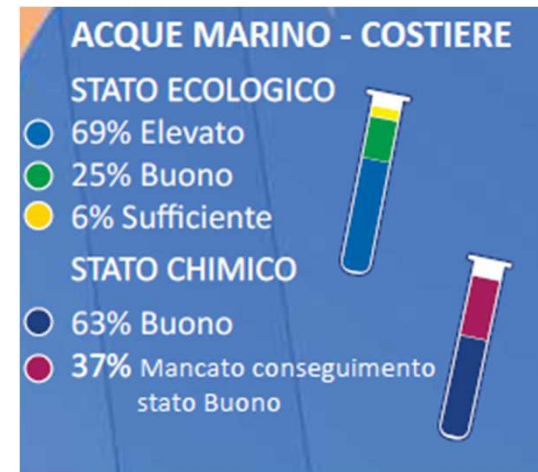 ACQUE MARINO - COSTIERE
STATO ECOLOGICO
69% Elevato
25% Buono
6% Sufficiente
STATO CHIMICO
63% Buono
37% Mancato conseguimento
stato Buono